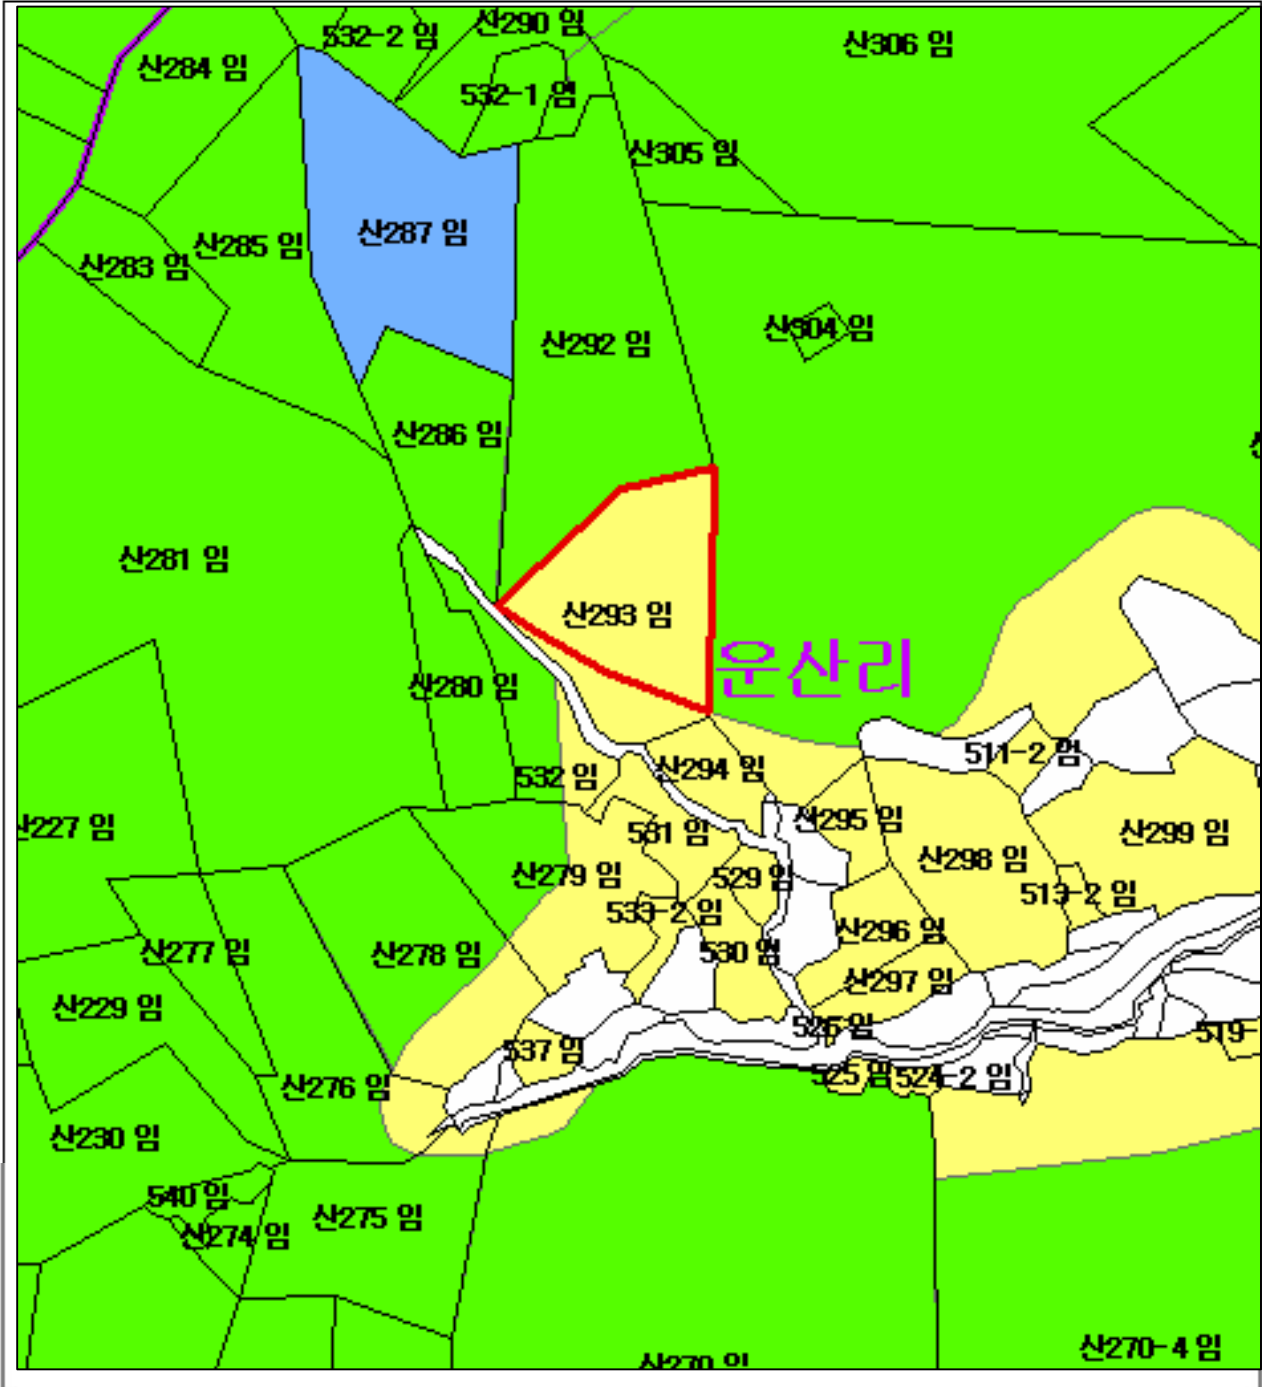 532-2 임
산290 임
산306 임
산284 임
532-1 임
산305 임
산287 임
산285 임
산283 임
산304 임
산292 임
산286 임
산281 임
산293 임
운산리
산280 임
511-2 임
산294 임
532 임
산295 임
산227 임
531 임
산299 임
산298 임
산279 임
529 임
513-2 임
533-2 임
산296 임
산277 임
산278 임
530 임
산297 임
산229 임
526 임
519-
537 임
525 임
524-2 임
산276 임
산230 임
540 임
산275 임
산274 임
산270-4 임
산270 임